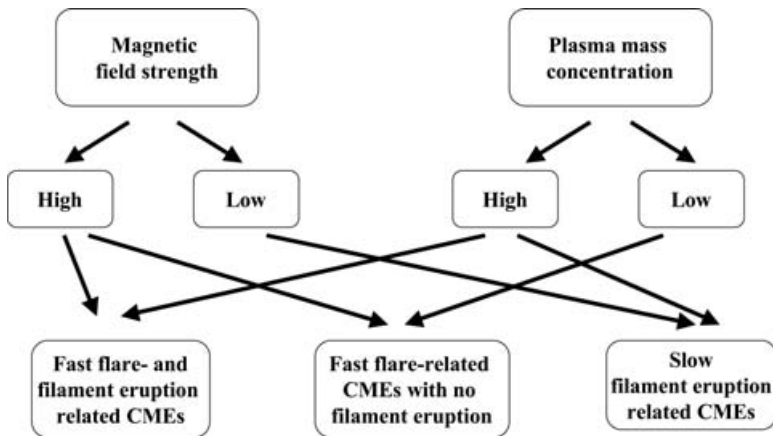 Magnetic
field strength
Plasma mass
concentration
High
Low
High
Low
Fast flare- and
filament eruption
related CMEs
Fast flare-related
CMEs with no
filament eruption
Slow
filament eruption
related CMEs